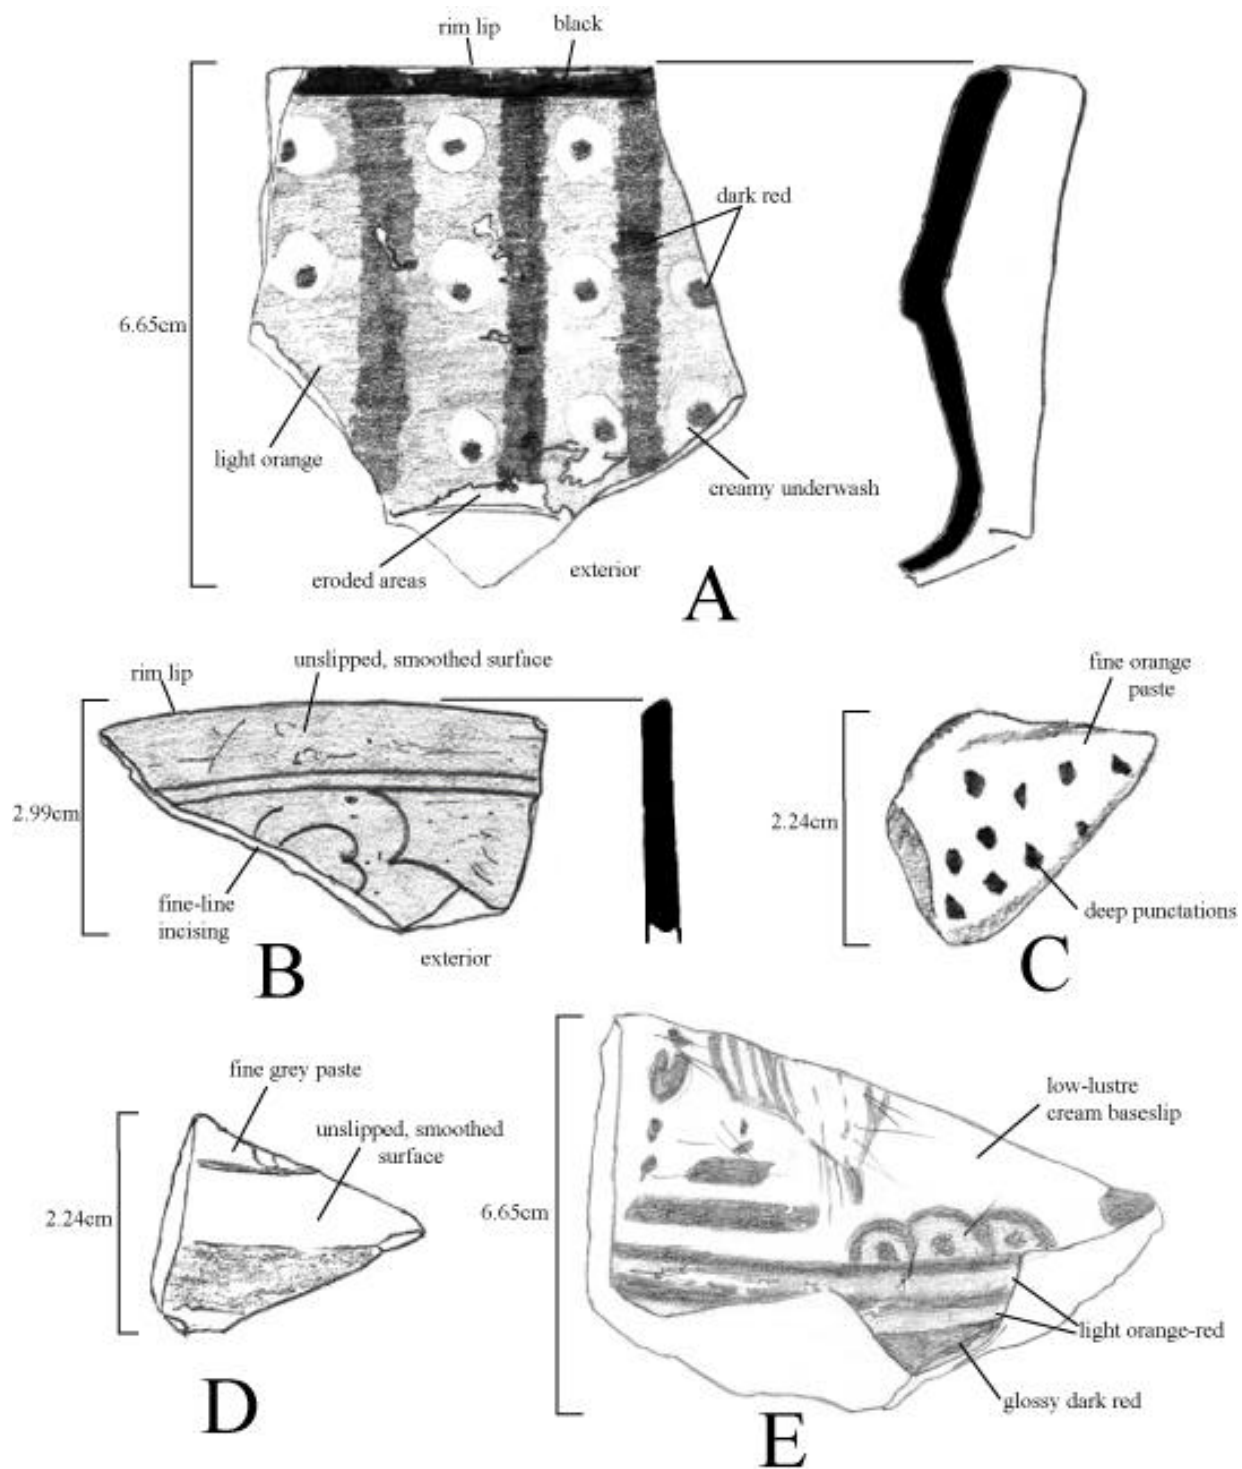 rim lip
black
dark red
6.65cm
light orange
creamy underwash
eroded areas
exterior
A
rim lip
unslipped, smoothed surface
2.99cm
fine-line
incising
exterior
B
fine orange
paste
2.24cm
deep punctations
C
fine grey paste
unslipped, smoothed
surface
2.24cm
D
low-lustre
cream baseslip
6.65cm
light orange-red
glossy dark red
E